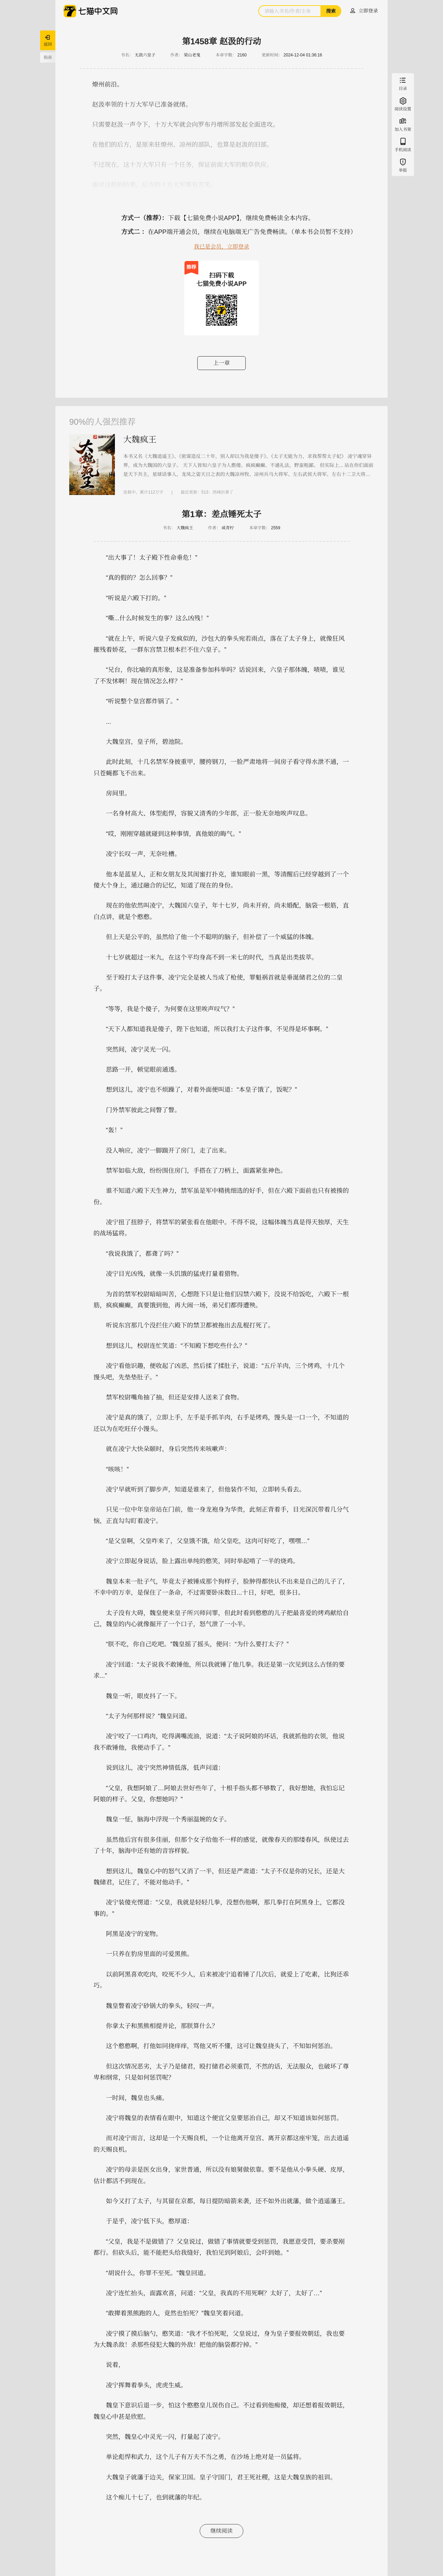 七猫中文网
请输入书名/作家/主角
搜索
立即登录
返回
书页
目录
阅读设置
加入书架
手机阅读
举报
第1458章 赵汲的行动
书名： 无敌六皇子
作者： 梁山老鬼
本章字数： 2160
更新时间： 2024-12-04 01:36:18
缭州前沿。
赵汲率领的十万大军早已准备就绪。
只需要赵汲一声令下，十万大军就会向罗布丹增所部发起全面进攻。
在他们的后方，是原来驻缭州、凉州的部队，也算是赵汲的旧部。
不过现在，这十万大军只有一个任务，保证前面大军的粮草供应。
方式一（推荐）： 下载【七猫免费小说APP】，继续免费畅读全本内容。
方式二 ： 在APP端开通会员，继续在电脑端无广告免费畅读。（单本书会员暂不支持）
我已是会员，立即登录
推荐
扫码下载
七猫免费小说APP
上一章
90%的人强烈推荐
大魏疯王
第1章：差点锤死太子
书名： 大魏疯王
作者： 咸食柠
本章字数： 2559
“出大事了！太子殿下性命垂危！”
“真的假的？怎么回事？”
“听说是六殿下打的。”
“嘶...什么时候发生的事？这么凶残！”
“就在上午，听说六皇子发疯似的，沙包大的拳头宛若雨点，落在了太子身上，就像狂风
摧残着娇花，一群东宫禁卫根本拦不住六皇子。”
“兄台，你比喻的真形象，这是准备参加科举吗？话说回来，六皇子那体魄，啧啧，谁见
了不发怵啊！现在情况怎么样？”
“听说整个皇宫都炸锅了。”
...
大魏皇宫，皇子所，碧池院。
此时此刻，十几名禁军身披重甲，腰挎钢刀，一脸严肃地将一间房子看守得水泄不通，一
只苍蝇都飞不出来。
房间里。
一名身材高大、体型彪悍，容貌又清秀的少年郎，正一脸无奈地唉声叹息。
“哎，刚刚穿越就碰到这种事情，真他娘的晦气。”
凌宁长叹一声，无奈吐槽。
他本是蓝星人，正和女朋友及其闺蜜打扑克，谁知眼前一黑，等清醒后已经穿越到了一个
傻大个身上，通过融合的记忆，知道了现在的身份。
现在的他依然叫凌宁，大魏国六皇子，年十七岁，尚未开府，尚未婚配，脑袋一根筋，直
白点讲，就是个憨憨。
但上天是公平的，虽然给了他一个不聪明的脑子，但补偿了一个威猛的体魄。
十七岁就超过一米九，在这个平均身高不到一米七的时代，当真是出类拔萃。
至于殴打太子这件事，凌宁完全是被人当成了枪使，罪魁祸首就是垂涎储君之位的二皇
子。
“等等，我是个傻子，为何要在这里唉声叹气？”
“天下人都知道我是傻子，陛下也知道，所以我打太子这件事，不见得是坏事啊。”
突然间，凌宁灵光一闪。
思路一开，顿觉眼前通透。
想到这儿，凌宁也不烦躁了，对着外面便叫道：“本皇子饿了，饭呢？”
门外禁军彼此之间瞥了瞥。
“轰！”
没人响应，凌宁一脚踹开了房门，走了出来。
禁军如临大敌，纷纷围住房门，手搭在了刀柄上，面露紧张神色。
谁不知道六殿下天生神力，禁军虽是军中精挑细选的好手，但在六殿下面前也只有被揍的
份。
凌宁扭了扭脖子，将禁军的紧张看在他眼中。不得不说，这幅体魄当真是得天独厚，天生
的战场猛将。
“我说我饿了，都聋了吗？”
凌宁目光凶残，就像一头饥饿的猛虎打量着猎物。
为首的禁军校尉暗暗叫苦，心想陛下只是让他们囚禁六殿下，没说不给饭吃，六殿下一根
筋，疯疯癫癫，真要饿到他，再大闹一场，弟兄们都得遭殃。
听说东宫那几个没拦住六殿下的禁卫都被拖出去乱棍打死了。
想到这儿，校尉连忙笑道：“不知殿下想吃些什么？”
凌宁看他识趣，便收起了凶恶，然后揉了揉肚子，说道：“五斤羊肉，三个烤鸡，十几个
馒头吧，先垫垫肚子。”
禁军校尉嘴角抽了抽，但还是安排人送来了食物。
凌宁是真的饿了，立即上手，左手是手抓羊肉，右手是烤鸡，馒头是一口一个，不知道的
还以为在吃旺仔小馒头。
就在凌宁大快朵颐时，身后突然传来咳嗽声：
“咳咳！”
凌宁早就听到了脚步声，知道是谁来了，但他装作不知，立即转头看去。
只见一位中年皇帝站在门前，他一身龙袍身为华贵，此刻正背着手，目光深沉带着几分气
恼，正直勾勾盯着凌宁。
“是父皇啊，父皇咋来了，父皇饿不饿，给父皇吃，这肉可好吃了，嘿嘿...”
凌宁立即起身说话，脸上露出单纯的憨笑，同时举起啃了一半的烧鸡。
魏皇本来一肚子气，毕竟太子被捶成那个狗样子，脸肿得都快认不出来是自己的儿子了，
不幸中的万幸，是保住了一条命，不过需要卧床数日...十日，好吧，很多日。
太子没有大碍，魏皇便来皇子所兴师问罪，但此时看到憨憨的儿子把最喜爱的烤鸡献给自
己，魏皇的内心就像掘开了一个口子，怒气泄了一小半。
“朕不吃，你自己吃吧。”魏皇摇了摇头，便问：“为什么要打太子？”
凌宁回道：“太子说我不敢锤他，所以我就锤了他几拳。我还是第一次见到这么古怪的要
求...”
魏皇一听，眼皮抖了一下。
“太子为何那样说？”魏皇问道。
凌宁咬了一口鸡肉，吃得满嘴流油，说道：“太子说阿娘的坏话，我就抓他的衣领，他说
我不敢锤他，我便动手了。”
说到这儿，凌宁突然神情低落，低声问道：
“父皇，我想阿娘了...阿娘去世好些年了，十根手指头都不够数了，我好想她，我怕忘记
阿娘的样子。父皇，你想她吗？”
魏皇一怔，脑海中浮现一个秀丽温婉的女子。
虽然他后宫有很多佳丽，但那个女子给他不一样的感觉，就像春天的那缕春风，纵使过去
了十年，脑海中还有她的音容样貌。
想到这儿，魏皇心中的怒气又消了一半，但还是严肃道：“太子不仅是你的兄长，还是大
魏储君，记住了，不能对他动手。”
凌宁装傻充愣道：“父皇，我就是轻轻几拳，没想伤他啊，那几拳打在阿黑身上，它都没
事的。”
阿黑是凌宁的宠物。
一只养在豹房里面的可爱黑熊。
以前阿黑喜欢吃肉，咬死不少人，后来被凌宁追着锤了几次后，就爱上了吃素，比狗还乖
巧。
魏皇瞥着凌宁砂锅大的拳头，轻叹一声。
你拿太子和黑熊相提并论，那朕算什么？
这个憨憨啊，打他如同挠痒痒，骂他又听不懂，这可让魏皇挠头了，不知如何惩治。
但这次情况恶劣，太子乃是储君，殴打储君必须重罚，不然的话，无法服众，也破坏了尊
卑和纲常，只是如何惩罚呢？
一时间，魏皇也头痛。
凌宁将魏皇的表情看在眼中，知道这个便宜父皇要惩治自己，却又不知道该如何惩罚。
而对凌宁而言，这却是一个天赐良机，一个让他离开皇宫、离开京都这座牢笼，出去逍遥
的天赐良机。
凌宁的母亲是医女出身，家世普通，所以没有娘舅做依靠。要不是他从小拳头硬，皮厚，
估计都活不到现在。
如今又打了太子，与其留在京都，每日提防暗箭来袭，还不如外出就藩，做个逍遥藩王。
于是乎，凌宁低下头，憨厚道：
“父皇，我是不是做错了？父皇说过，做错了事情就要受到惩罚，我愿意受罚，要杀要剐
都行。但砍头后，能不能把头给我缝好，我怕见到阿娘后，会吓到她。”
“胡说什么，你罪不至死。”魏皇回道。
凌宁连忙抬头，面露欢喜，问道：“父皇，我真的不用死啊？太好了，太好了...”
“敢撵着黑熊跑的人，竟然也怕死？”魏皇笑着问道。
凌宁摸了摸后脑勺，憨笑道：“我才不怕死呢，父皇说过，身为皇子要报效朝廷，我也要
为大魏杀敌！杀那些侵犯大魏的外敌！把他的脑袋都拧掉。”
说着，
凌宁挥舞着拳头，虎虎生威。
魏皇下意识后退一步，怕这个憨憨皇儿误伤自己。不过看到他痴傻，却还想着报效朝廷，
魏皇心中甚是欣慰。
突然，魏皇心中灵光一闪，打量起了凌宁。
单论彪悍和武力，这个儿子有万夫不当之勇，在沙场上绝对是一员猛将。
大魏皇子就藩于边关，保家卫国。皇子守国门，君王死社稷，这是大魏皇族的祖训。
这个痴儿十七了，也到就藩的年纪。
继续阅读